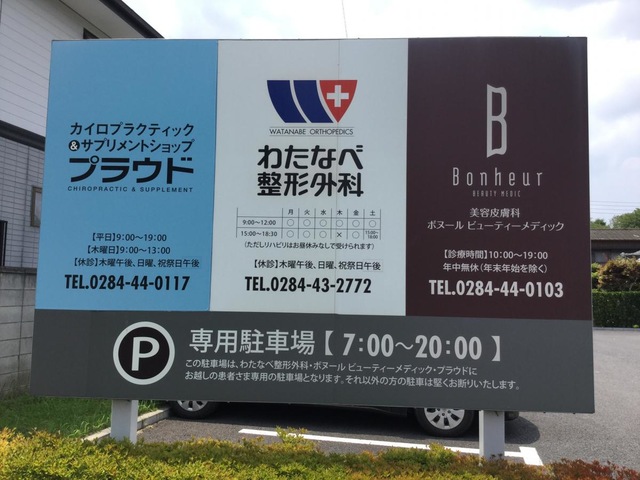 カイロプラクティック
&サプリメントショップ
プラウド
CHIROPRACTIC & SUPPLEMENT
【平日】9:00〜19:00
【木曜日】9:00〜13:00
【休診】木曜午後、日曜、祝祭日午後
TEL.0284-44-0117
WATANABE ORTHOPEDICS
わたなべ
整形外科
月 火 水 木 金 土
9:00〜12:00 ○ ○ ○ ○ ○ ○
15:00〜18:30 ○ ○ ○ × ○ 15:00〜18:00
(ただしリハビリはお昼休みなしで受けられます)
【休診】木曜午後、日曜、祝祭日午後
TEL.0284-43-2772
B
Bonheur
BEAUTY MEDIC
美容皮膚科
ボヌール ビューティーメディック
【診療時間】10:00〜19:00
年中無休(年末年始を除く)
TEL.0284-44-0103
P
専用駐車場【 7:00〜20:00 】
この駐車場は、わたなべ整形外科・ボヌール ビューティーメディック・プラウドに
お越しの患者さま専用の駐車場となります。それ以外の方の駐車は堅くお断りいたします。